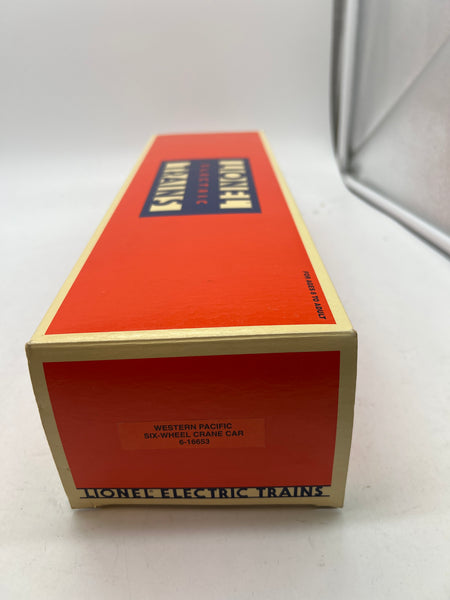 LIONEL
ELECTRIC
TRAINS
FOR AGES 8 TO ADULT
WESTERN PACIFIC
SIX-WHEEL CRANE CAR
6-16653
LIONEL ELECTRIC TRAINS